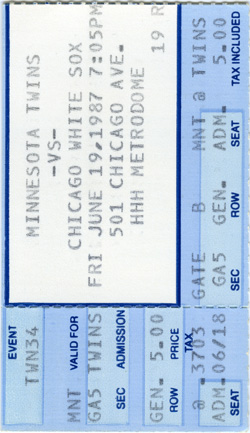 MINNESOTA TWINS
-VS-
CHICAGO WHITE SOX
FRI JUNE 19,1987 7:05PM
501 CHICAGO AVE.
HHH METRODOME
19 R
EVENT
TWN34
MNT
VALID FOR
GA5 TWINS
SEC
ADMISSION
GEN.
5.00
ROW
PRICE
TAX
@ 3703
GATE B
MNT @ TWINS
TAX INCLUDED
ADM.06/18
GA5
GEN.
ADM.
5.00
SEC
ROW
SEAT